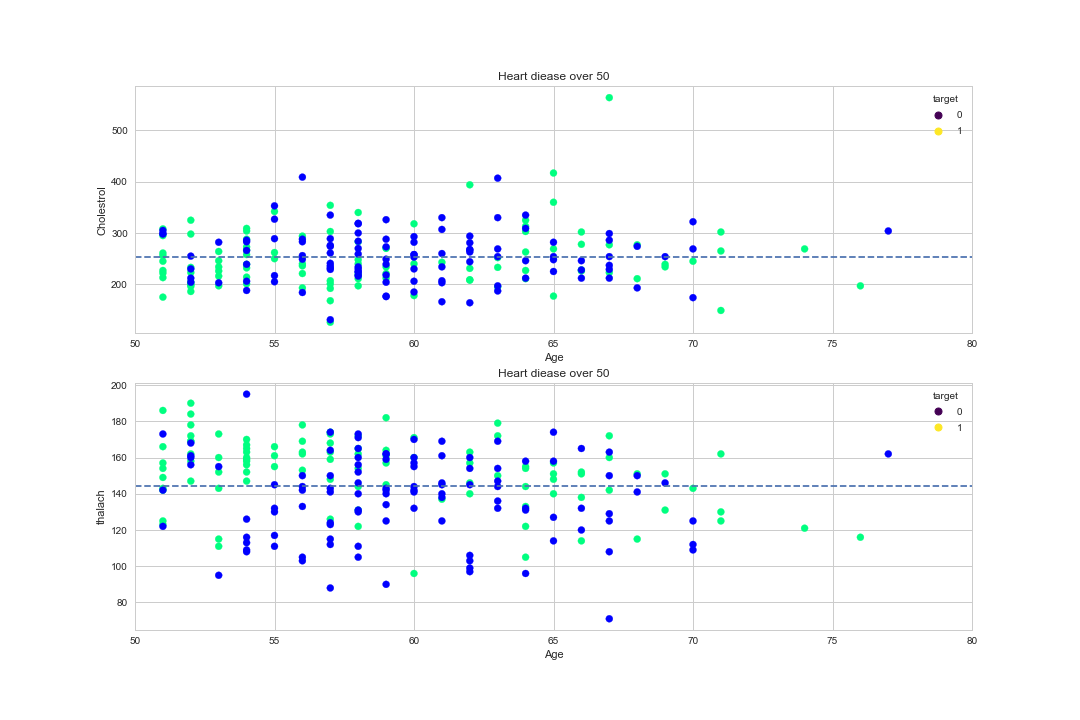 Heart diease over 50
target
0
1
500
400
300
200
Cholestrol
50 55 60 65 70 75 80
Age
Heart diease over 50
target
0
1
200
180
160
140
120
100
80
thalach
50 55 60 65 70 75 80
Age